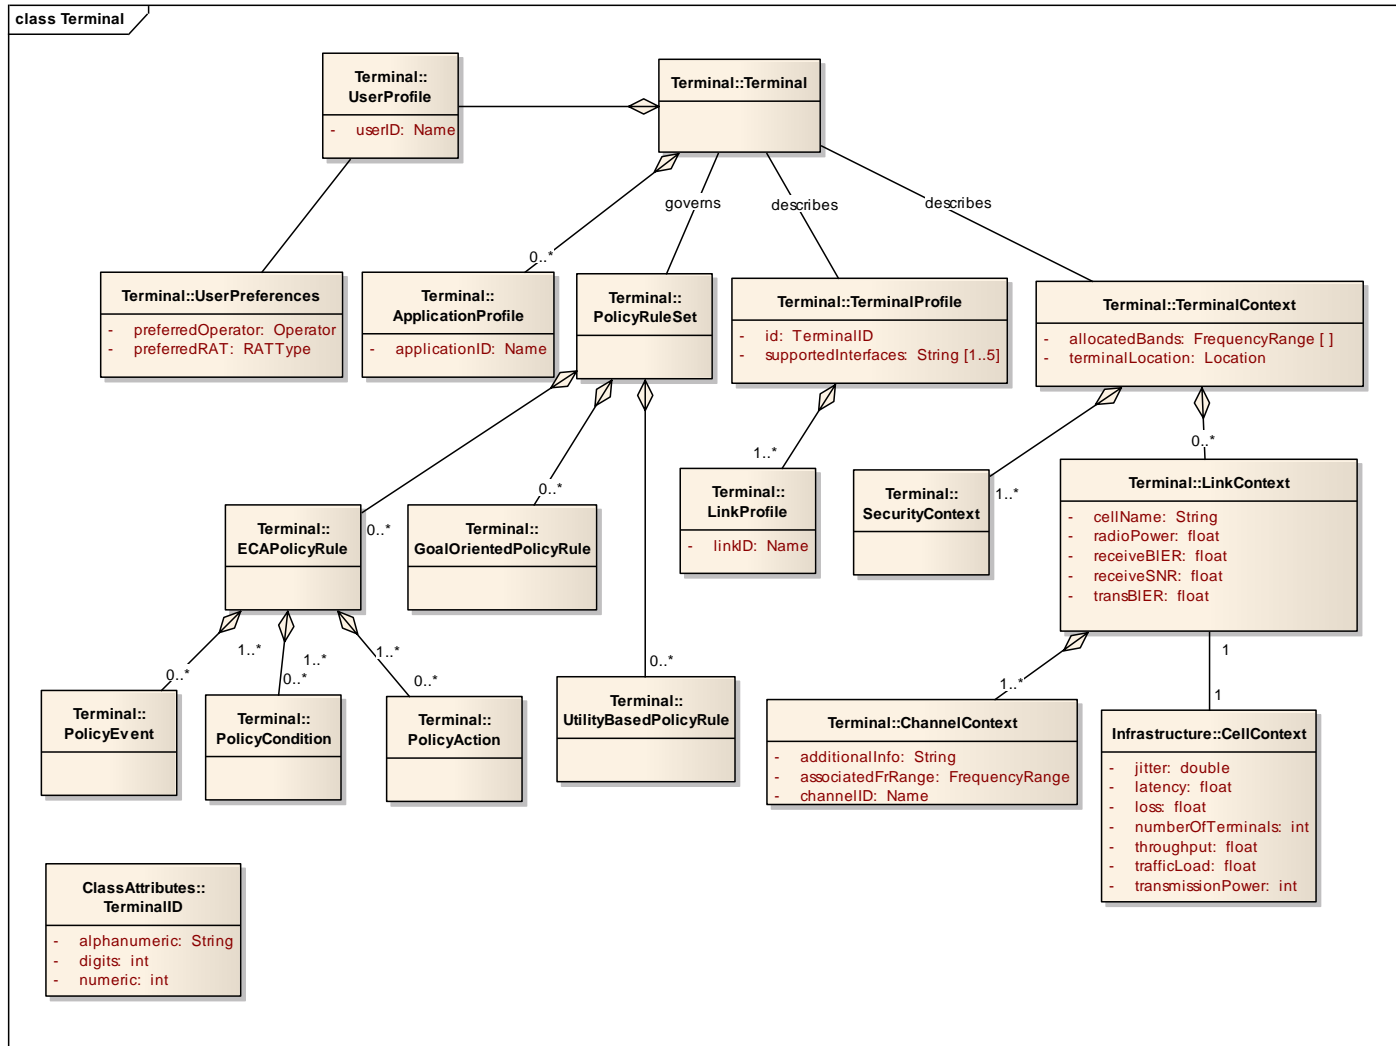 class Terminal
Terminal::
UserProfile
- userID: Name
Terminal::Terminal
governs
describes
describes
0..*
Terminal::UserPreferences
- preferredOperator: Operator
- preferredRAT: RATType
Terminal::
ApplicationProfile
- applicationID: Name
Terminal::
PolicyRuleSet
Terminal::TerminalProfile
- id: TerminalID
- supportedInterfaces: String [1..5]
Terminal::TerminalContext
- allocatedBands: FrequencyRange [ ]
- terminalLocation: Location
0..*
0..*
1..*
1..*
0..*
Terminal::
ECAPolicyRule
Terminal::
GoalOrientedPolicyRule
Terminal::
LinkProfile
- linkID: Name
Terminal::
SecurityContext
Terminal::LinkContext
- cellName: String
- radioPower: float
- receiveBlER: float
- receiveSNR: float
- transBlER: float
1..*
1..*
1..*
0..*
0..*
0..*
0..*
1..*
1
1
Terminal::
PolicyEvent
Terminal::
PolicyCondition
Terminal::
PolicyAction
Terminal::
UtilityBasedPolicyRule
Terminal::ChannelContext
- additionalInfo: String
- associatedFrRange: FrequencyRange
- channelID: Name
Infrastructure::CellContext
- jitter: double
- latency: float
- loss: float
- numberOfTerminals: int
- throughput: float
- trafficLoad: float
- transmissionPower: int
ClassAttributes::
TerminalID
- alphanumeric: String
- digits: int
- numeric: int